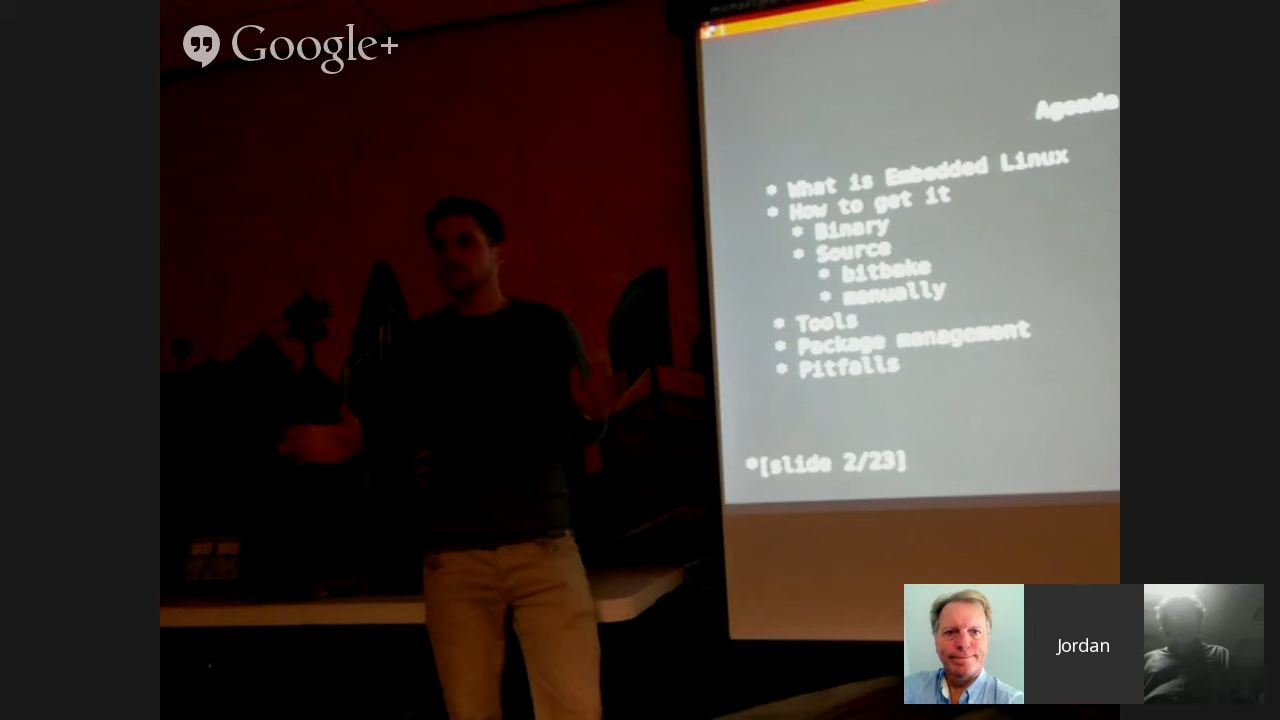 Google+
Agenda
* What is Embedded Linux
* How to get it
* Binary
* Source
* bitbake
* manually
* Tools
* Package management
* Pitfalls
*[slide 2/23]
Jordan